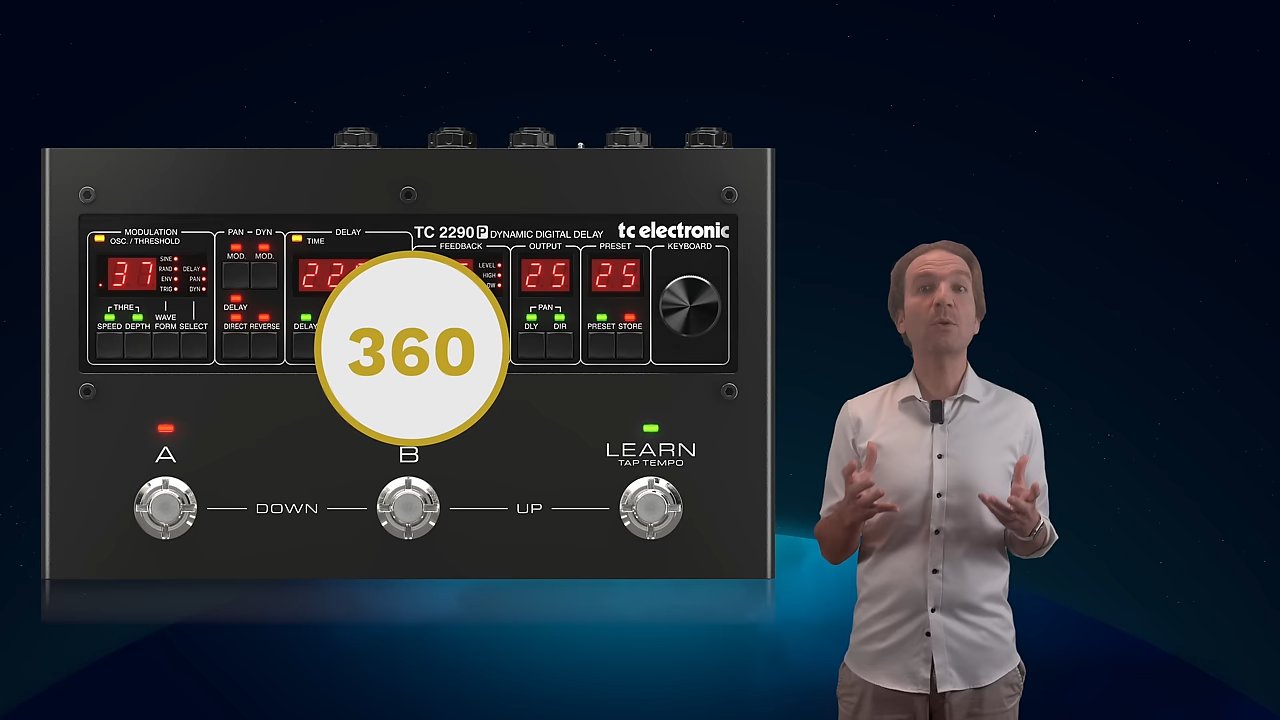 TC 2290 P DYNAMIC DIGITAL DELAY
tc electronic
MODULATION
OSC. / THRESHOLD
37
SINE
RAND
ENV
TRIG
DELAY
PAN
DYN
THRE
SPEED DEPTH WAVE FORM SELECT
PAN DYN
MOD. MOD.
DELAY
DIRECT REVERSE
DELAY
TIME
22
DELAY
FEEDBACK
LEVEL
HIGH
OUTPUT
25
PAN
DLY DIR
PRESET
25
PRESET STORE
KEYBOARD
360
A
B
LEARN
TAP TEMPO
DOWN
UP